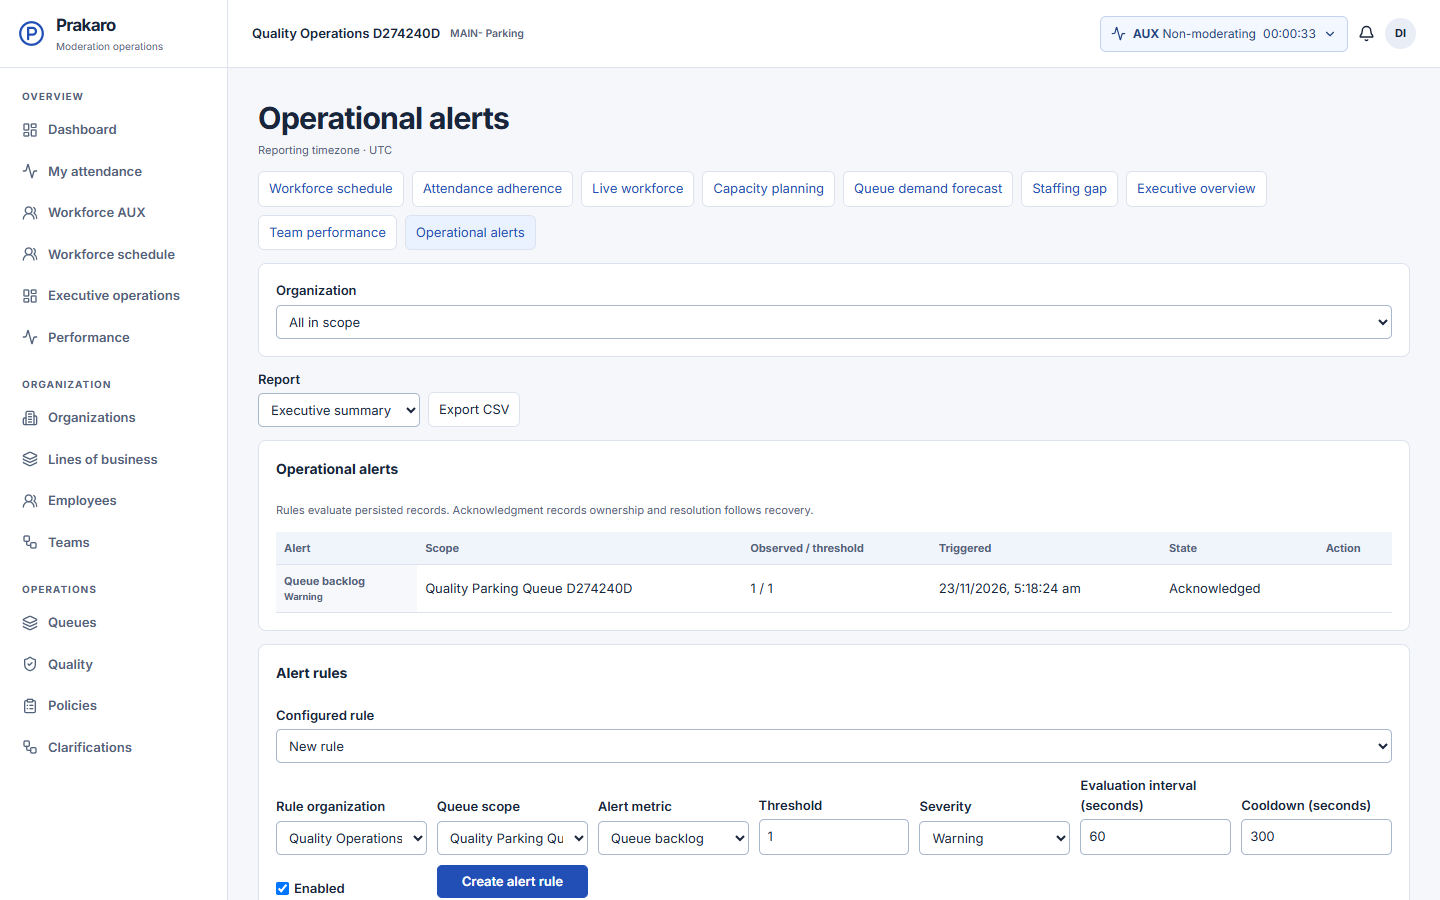 Prakaro
Moderation operations
Quality Operations D274240D MAIN- Parking
AUX Non-moderating 00:00:33
DI
OVERVIEW
Dashboard
My attendance
Workforce AUX
Workforce schedule
Executive operations
Performance
ORGANIZATION
Organizations
Lines of business
Employees
Teams
OPERATIONS
Queues
Quality
Policies
Clarifications
Operational alerts
Reporting timezone · UTC
Workforce schedule Attendance adherence Live workforce Capacity planning Queue demand forecast Staffing gap Executive overview
Team performance Operational alerts
Organization
All in scope
Report
Executive summary Export CSV
Operational alerts
Rules evaluate persisted records. Acknowledgment records ownership and resolution follows recovery.
Alert Scope Observed / threshold Triggered State Action
Queue backlog
Warning
Quality Parking Queue D274240D 1 / 1 23/11/2026, 5:18:24 am Acknowledged
Alert rules
Configured rule
New rule
Rule organization Queue scope Alert metric Threshold Severity Evaluation interval (seconds) Cooldown (seconds)
Quality Operations Quality Parking Qu Queue backlog 1 Warning 60 300
Enabled Create alert rule